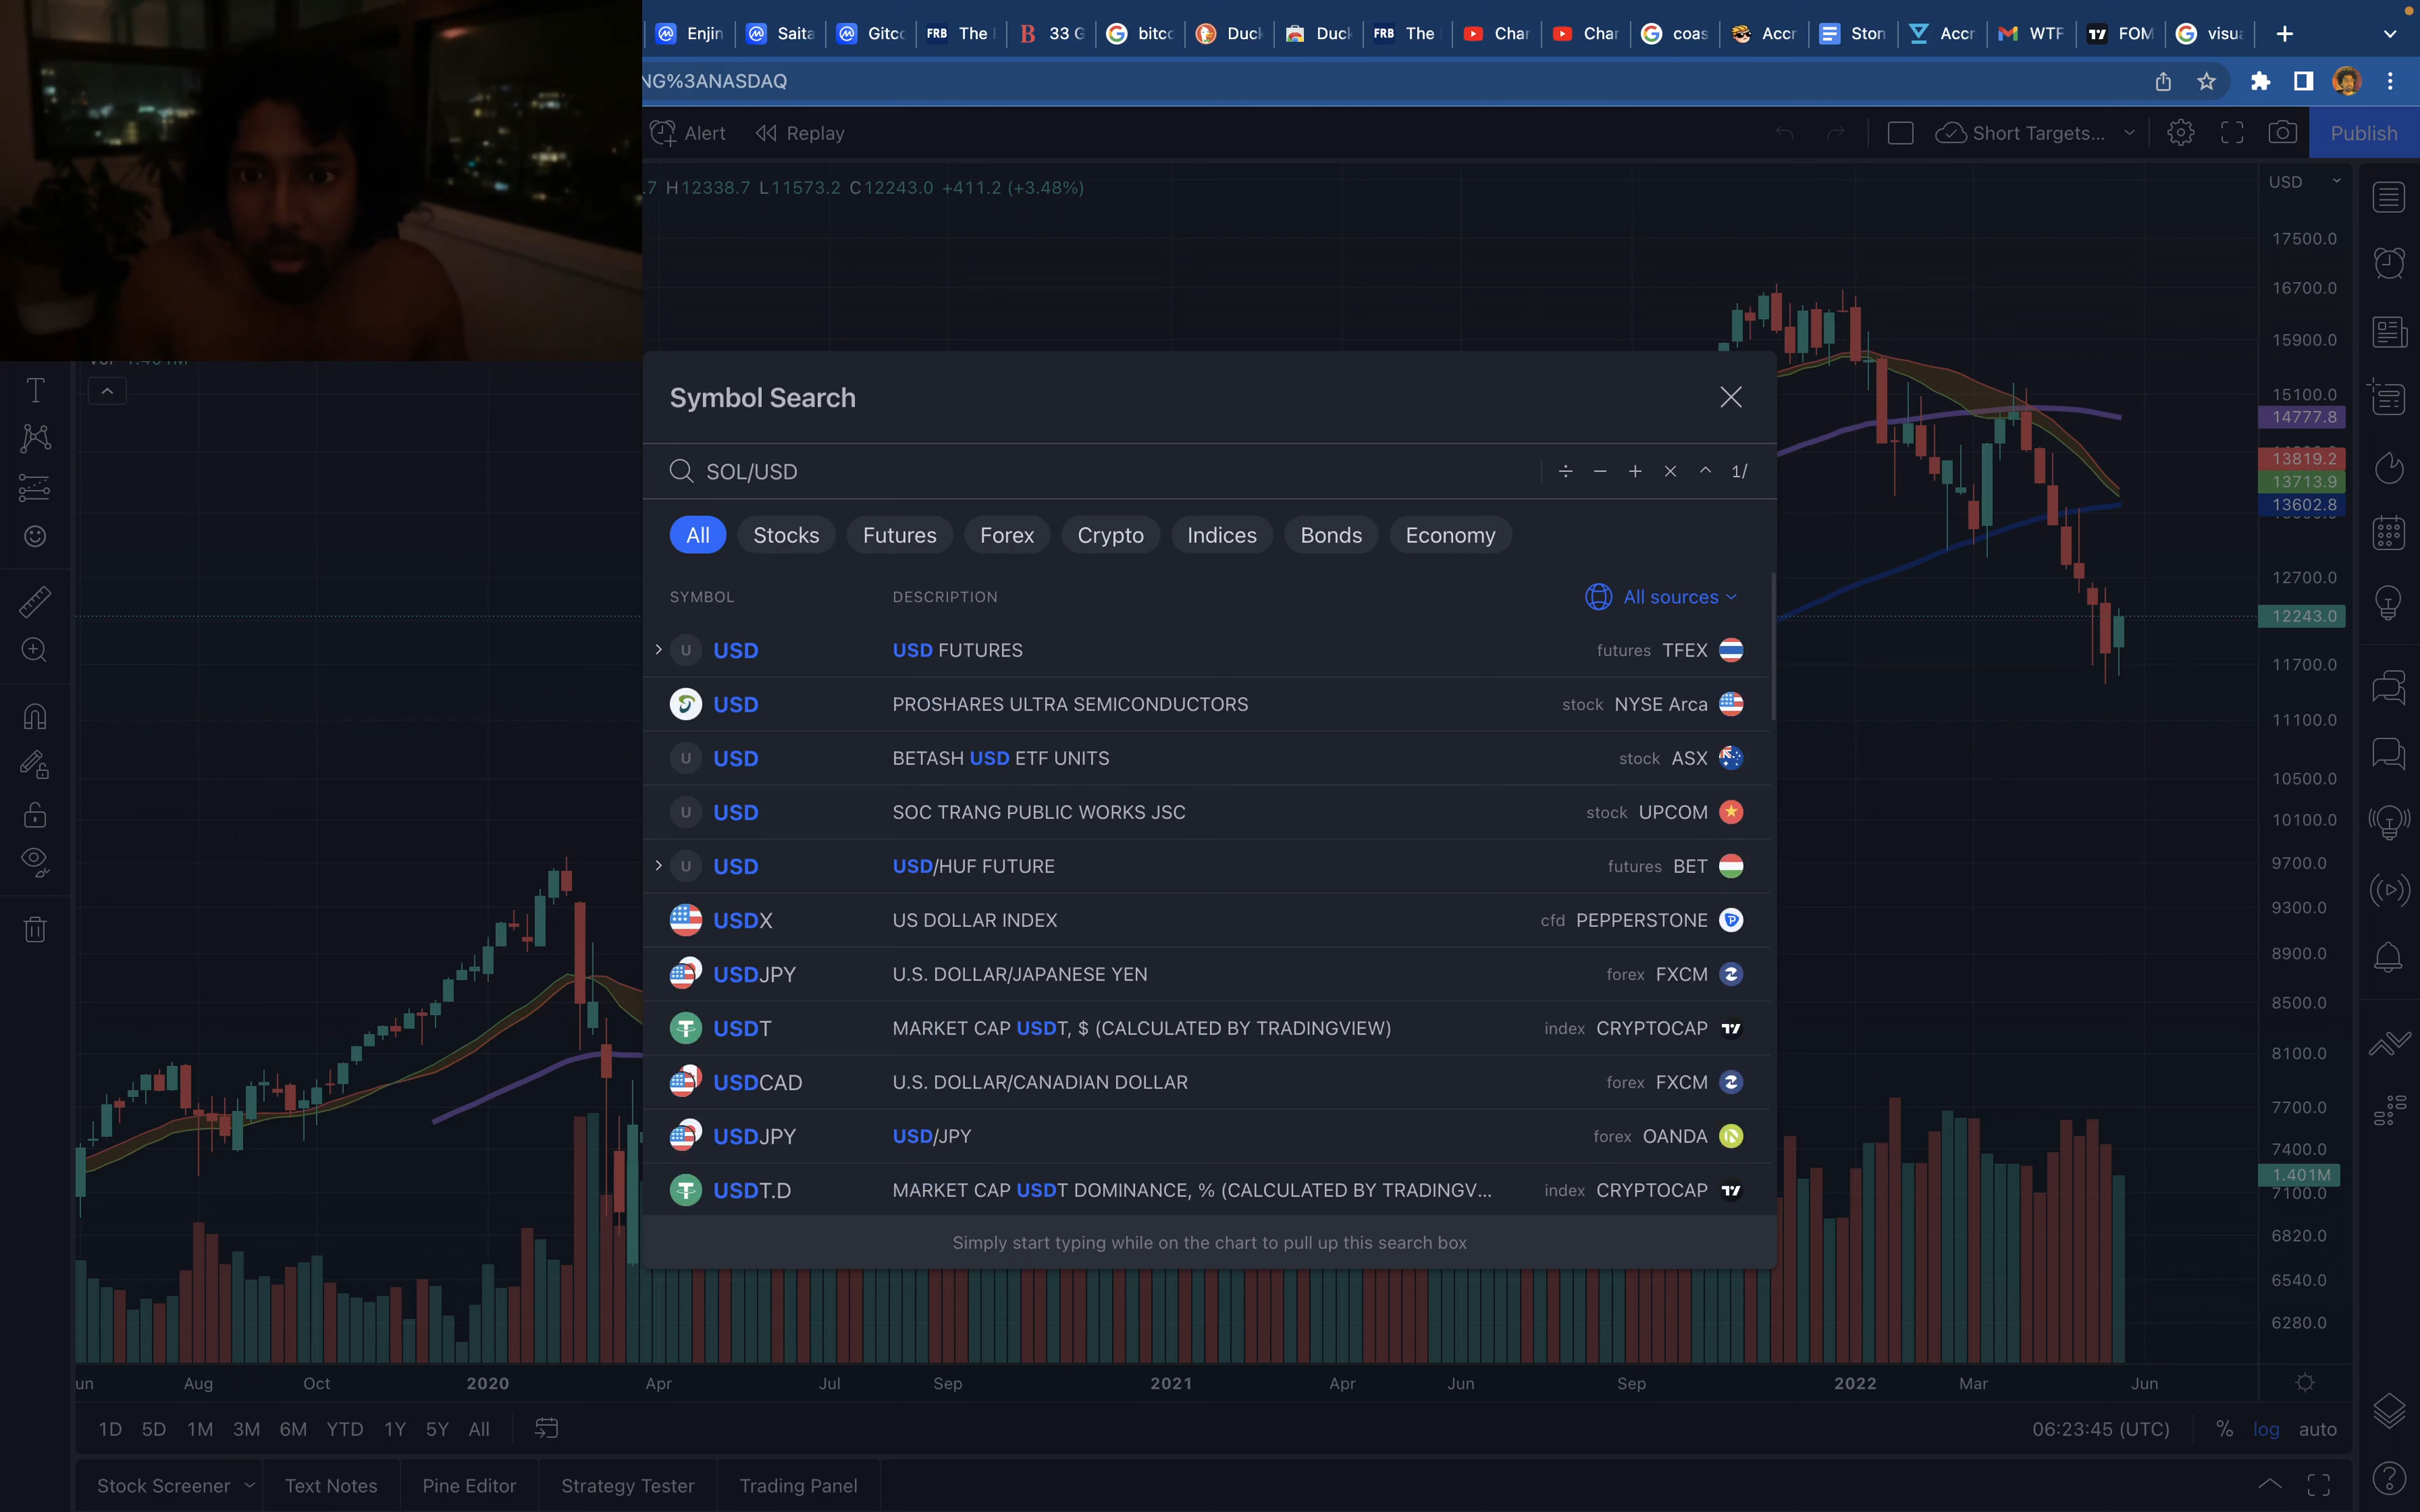 Enjin
Saita
Gitco
FRB The
B 33 G
bitco
Duck
Duck
FRB The
Char
Char
coas
Accr
Ston
Accr
WTF
FOM
visua
NG%3ANASDAQ
Alert
Replay
Short Targets...
Publish
.7 H12338.7 L11573.2 C12243.0 +411.2 (+3.48%)
USD
17500.0
16700.0
15900.0
15100.0
14777.8
13819.2
13713.9
13602.8
12700.0
12243.0
11700.0
11100.0
10500.0
10100.0
9700.0
9300.0
8900.0
8500.0
8100.0
7700.0
7400.0
1.401M
7100.0
6820.0
6540.0
6280.0
Symbol Search
SOL/USD
÷ − + × ^ 1/
All Stocks Futures Forex Crypto Indices Bonds Economy
SYMBOL DESCRIPTION All sources
U USD USD FUTURES futures TFEX
USD PROSHARES ULTRA SEMICONDUCTORS stock NYSE Arca
U USD BETASH USD ETF UNITS stock ASX
U USD SOC TRANG PUBLIC WORKS JSC stock UPCOM
U USD USD/HUF FUTURE futures BET
USDX US DOLLAR INDEX cfd PEPPERSTONE
USDJPY U.S. DOLLAR/JAPANESE YEN forex FXCM
USDT MARKET CAP USDT, $ (CALCULATED BY TRADINGVIEW) index CRYPTOCAP
USDCAD U.S. DOLLAR/CANADIAN DOLLAR forex FXCM
USDJPY USD/JPY forex OANDA
USDT.D MARKET CAP USDT DOMINANCE, % (CALCULATED BY TRADINGV... index CRYPTOCAP
Simply start typing while on the chart to pull up this search box
un Aug Oct 2020 Apr Jul Sep 2021 Apr Jun Sep 2022 Mar Jun
1D 5D 1M 3M 6M YTD 1Y 5Y All
06:23:45 (UTC) % log auto
Stock Screener Text Notes Pine Editor Strategy Tester Trading Panel